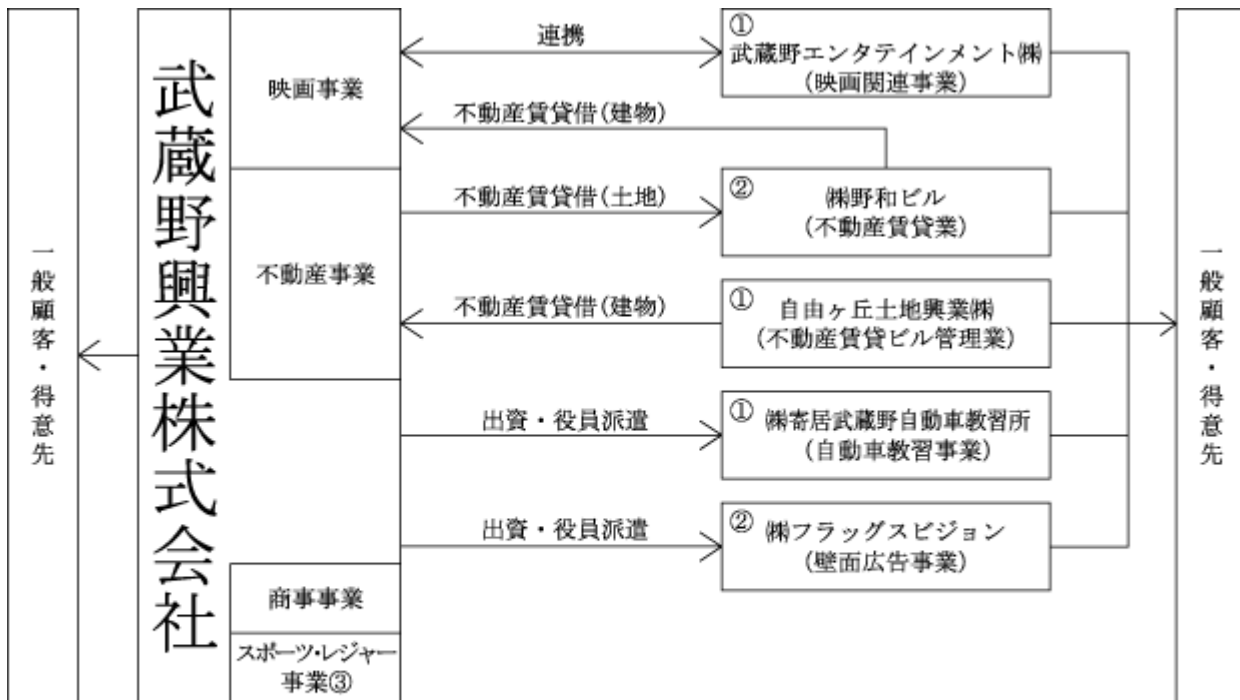 一般顧客・得意先
武蔵野興業株式会社
映画事業
不動産事業
商事事業
スポーツ・レジャー
事業③
連携
不動産賃貸借(建物)
不動産賃貸借(土地)
不動産賃貸借(建物)
出資・役員派遣
出資・役員派遣
①
武蔵野エンタテインメント㈱
(映画関連事業)
②
㈱野和ビル
(不動産賃貸業)
①
自由ヶ丘土地興業㈱
(不動産賃貸ビル管理業)
①
㈱寄居武蔵野自動車教習所
(自動車教習事業)
②
㈱フラッグスビジョン
(壁面広告事業)
一般顧客・得意先